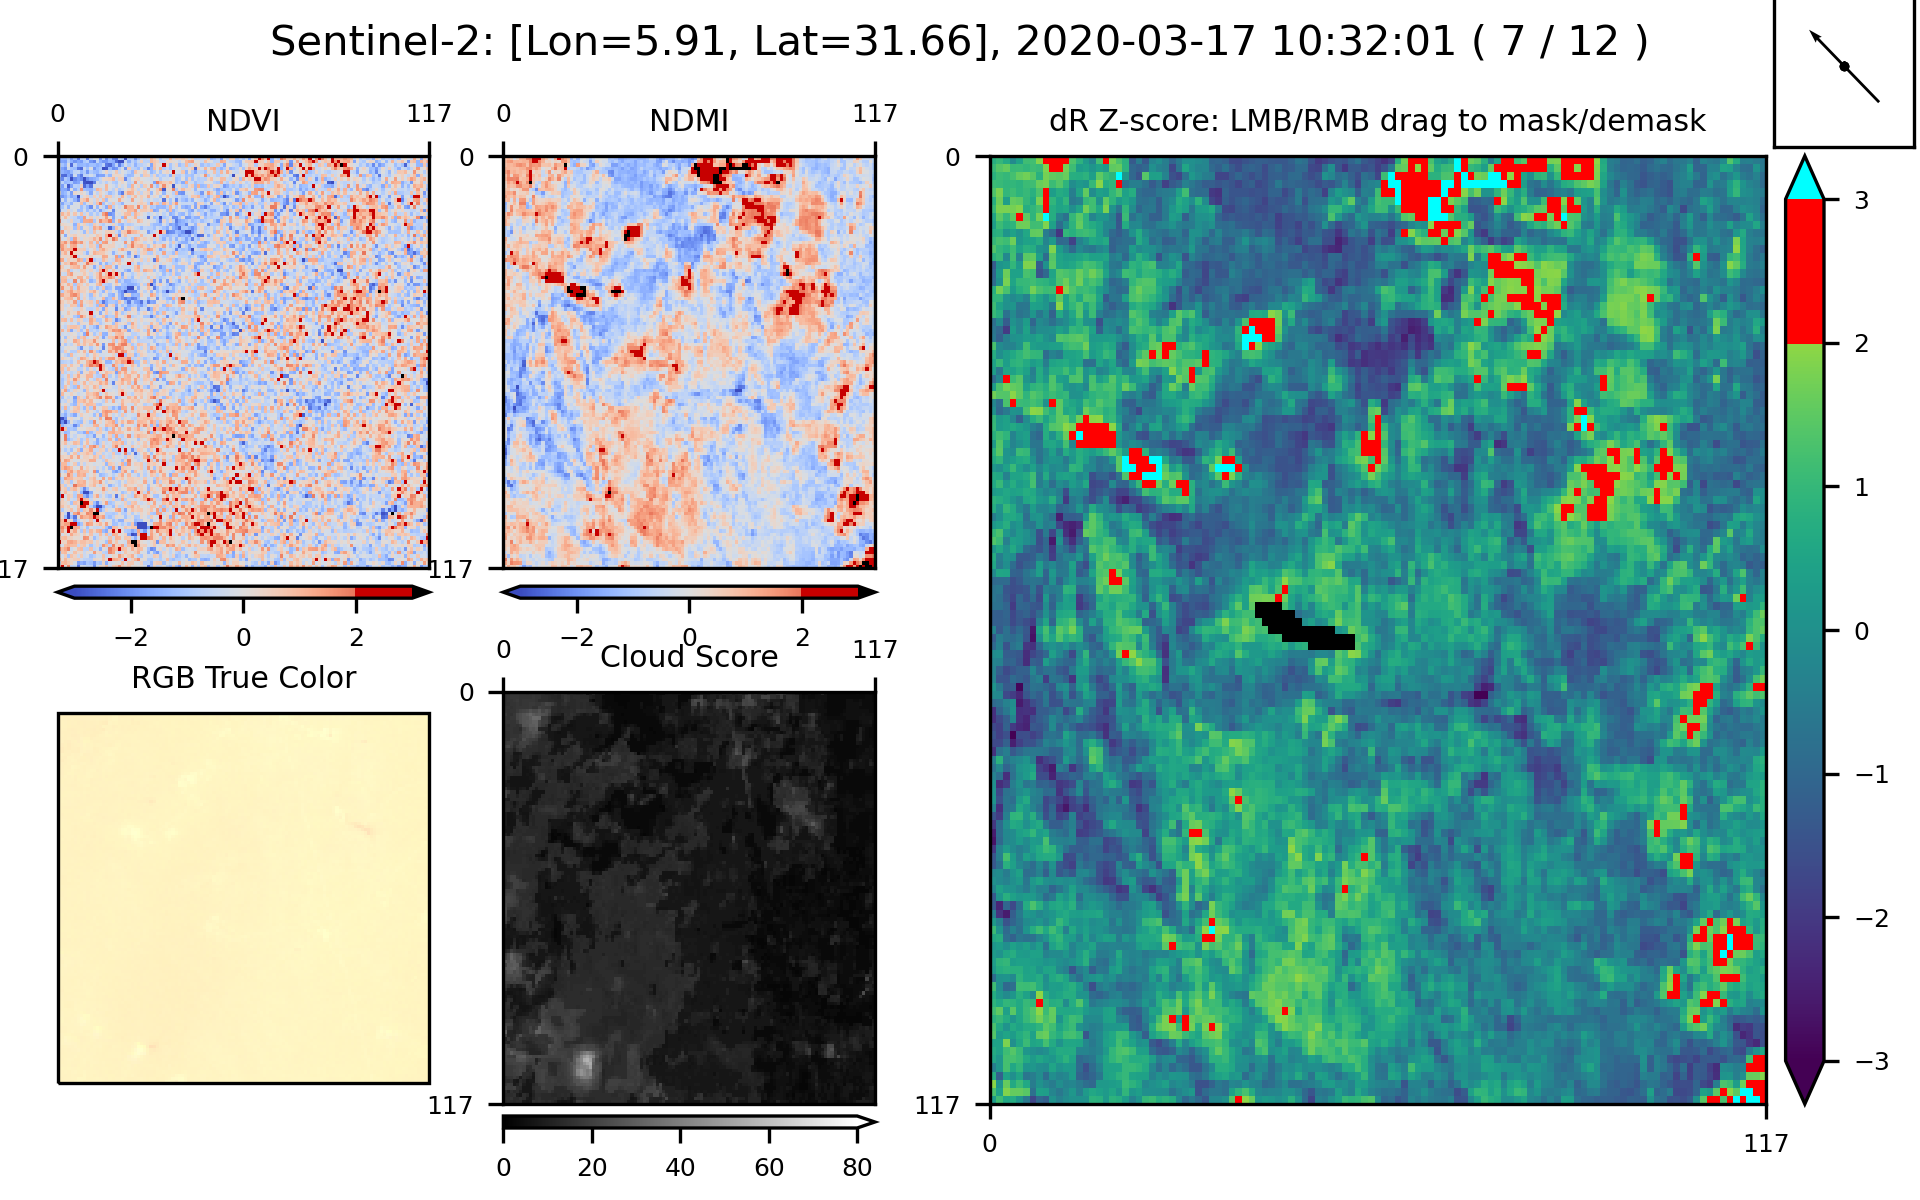 Sentinel-2: [Lon=5.91, Lat=31.66], 2020-03-17 10:32:01 ( 7 / 12 )
0 117 0 117
NDVI NDMI dR Z-score: LMB/RMB drag to mask/demask
0 0 0
3
2
1
0
−1
−2
−3
17 117
−2 0 2 −2 0 2
0 117
RGB True Color Cloud Score
0
117 117
0 117
0 20 40 60 80